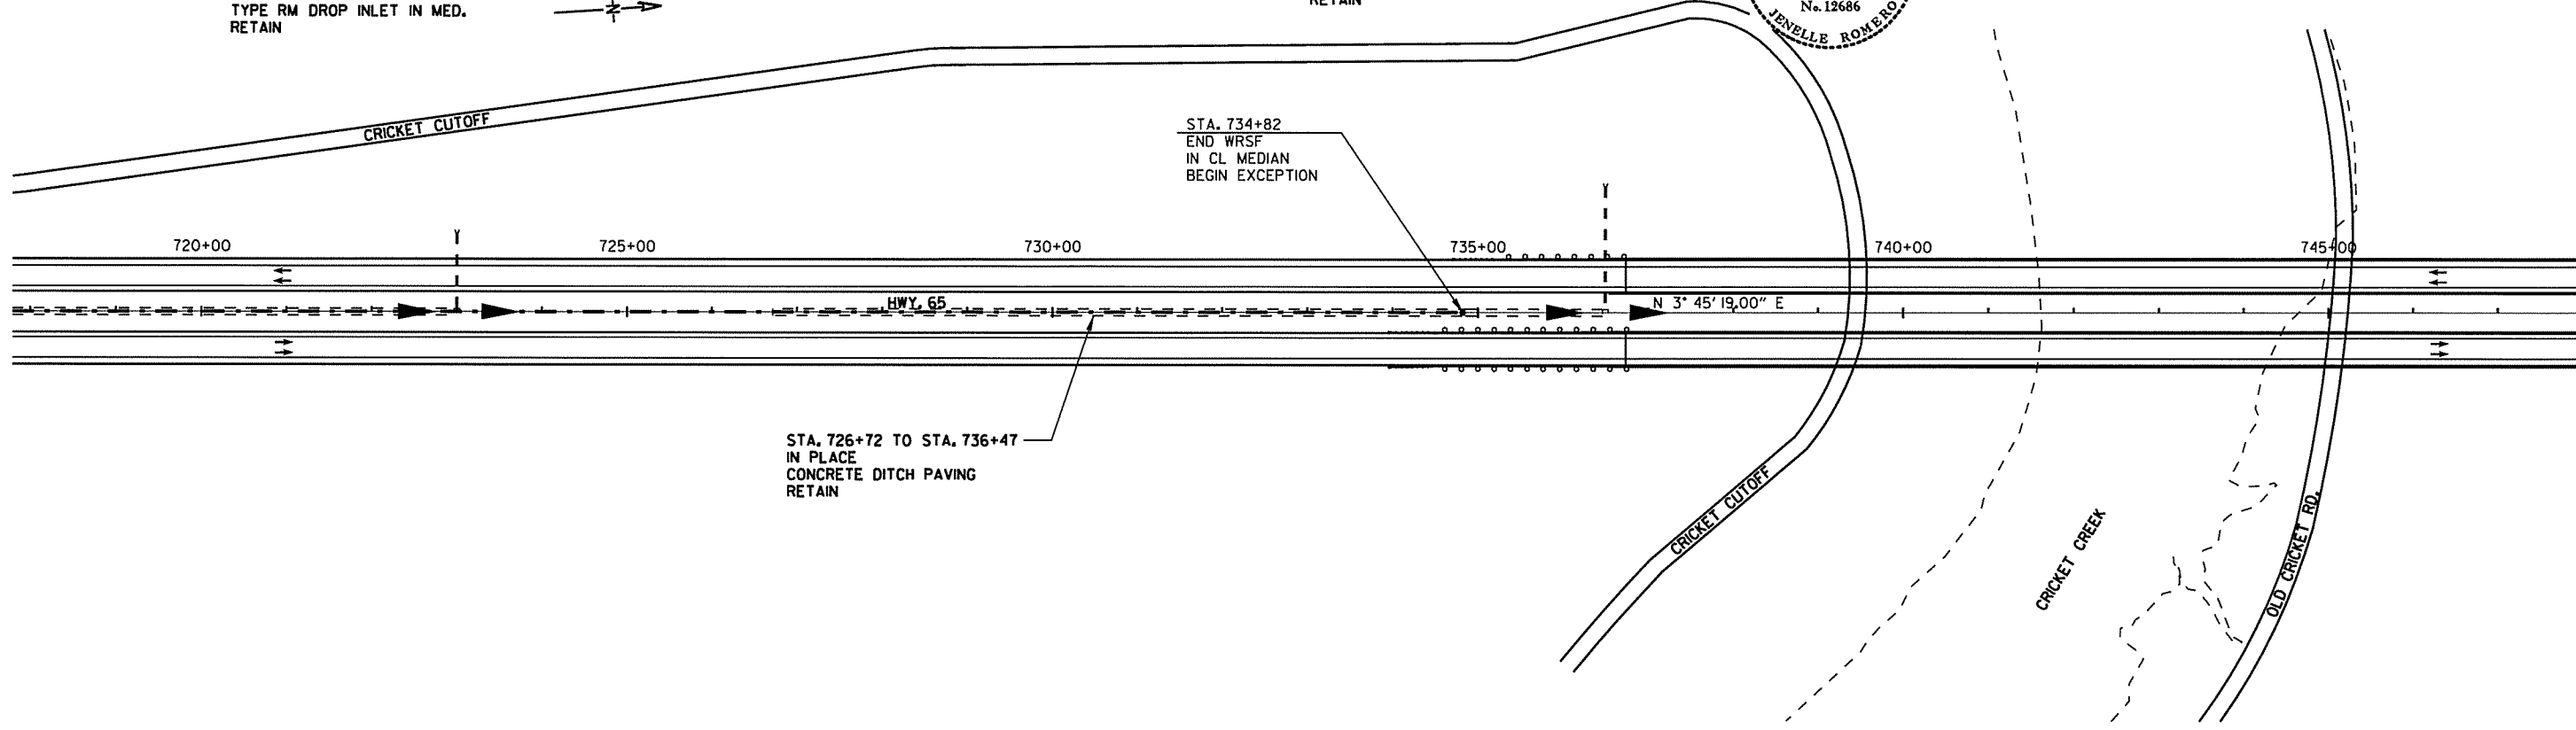 TYPE RM DROP INLET IN MED.
RETAIN
N
RETAIN
No. 12686
JENELLE ROMERO
CRICKET CUTOFF
STA. 734+82
END WRSF
IN CL MEDIAN
BEGIN EXCEPTION
720+00
725+00
730+00
735+00
740+00
745+00
HWY. 65
N 3° 45' 19.00" E
STA. 726+72 TO STA. 736+47
IN PLACE
CONCRETE DITCH PAVING
RETAIN
CRICKET CUTOFF
CRICKET CREEK
OLD CRICKET RD.